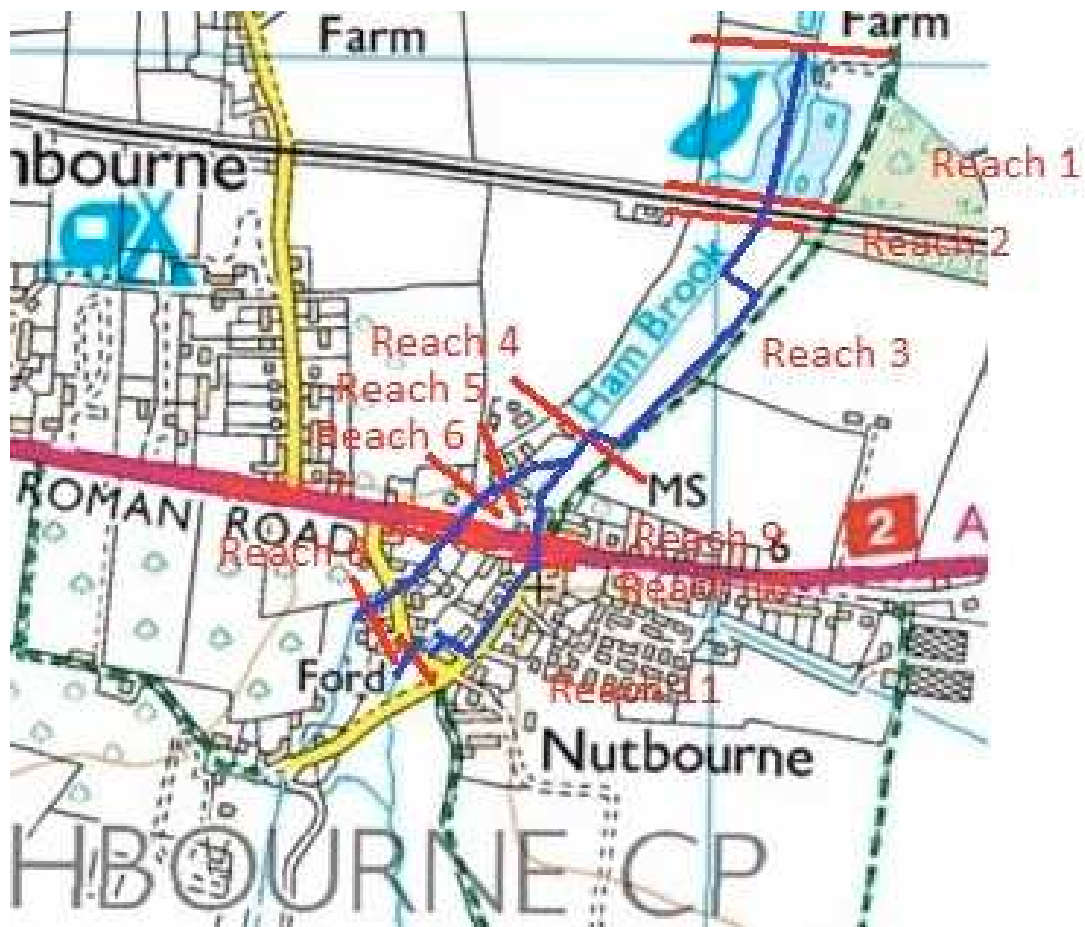 Farm
Farm
nbourne
Reach 1
Reach 2
Ham Brook
Reach 4
Reach 3
Reach 5
Reach 6
MS
ROMAN ROAD
Reach 9
2
A
Reach
Ford
Reach 11
Nutbourne
HBOURNE CP